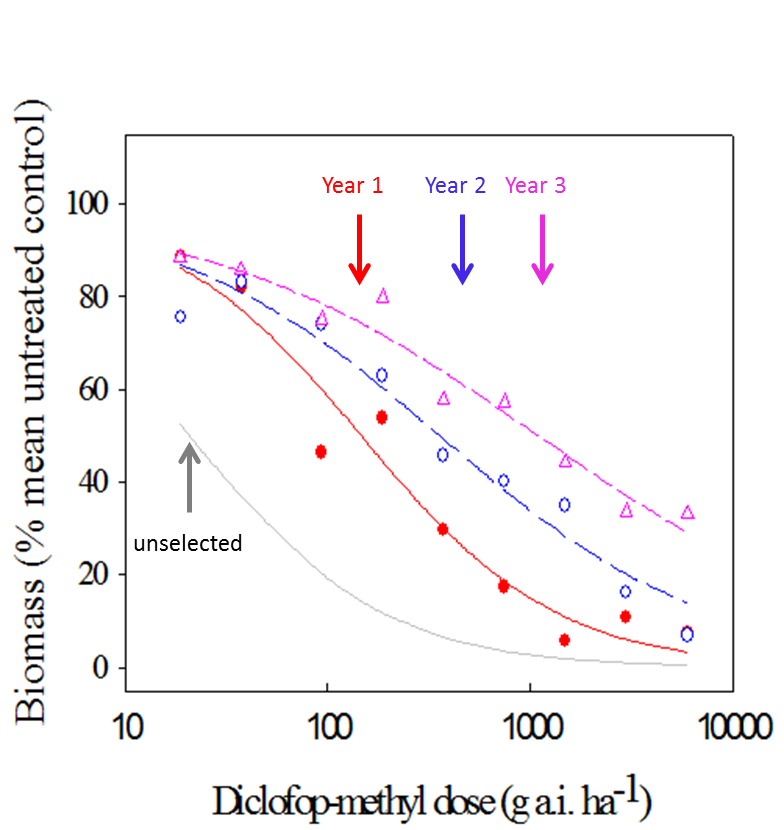 Year 1 Year 2 Year 3
100
80
60
40
20
0
unselected
Biomass (% mean untreated control)
10 100 1000 10000
Diclofop-methyl dose (g a.i. ha-1)